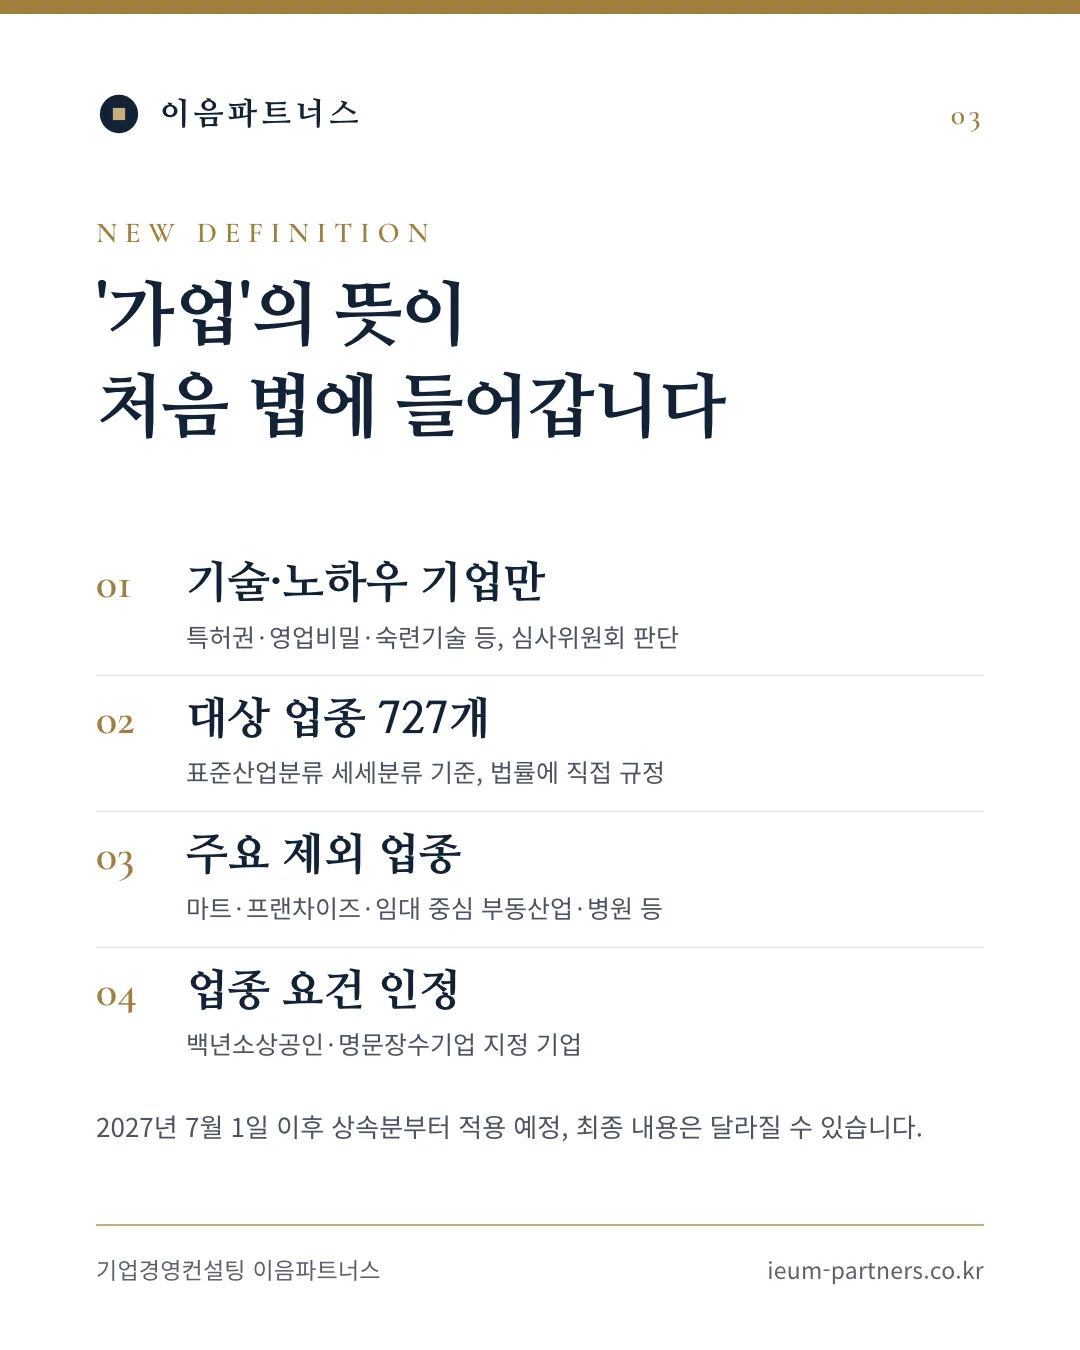 이음파트너스
03
NEW DEFINITION
'가업'의 뜻이
처음 법에 들어갑니다
01 기술·노하우 기업만
특허권·영업비밀·숙련기술 등, 심사위원회 판단
02 대상 업종 727개
표준산업분류 세세분류 기준, 법률에 직접 규정
03 주요 제외 업종
마트·프랜차이즈·임대 중심 부동산업·병원 등
04 업종 요건 인정
백년소상공인·명문장수기업 지정 기업
2027년 7월 1일 이후 상속분부터 적용 예정, 최종 내용은 달라질 수 있습니다.
기업경영컨설팅 이음파트너스
ieum-partners.co.kr